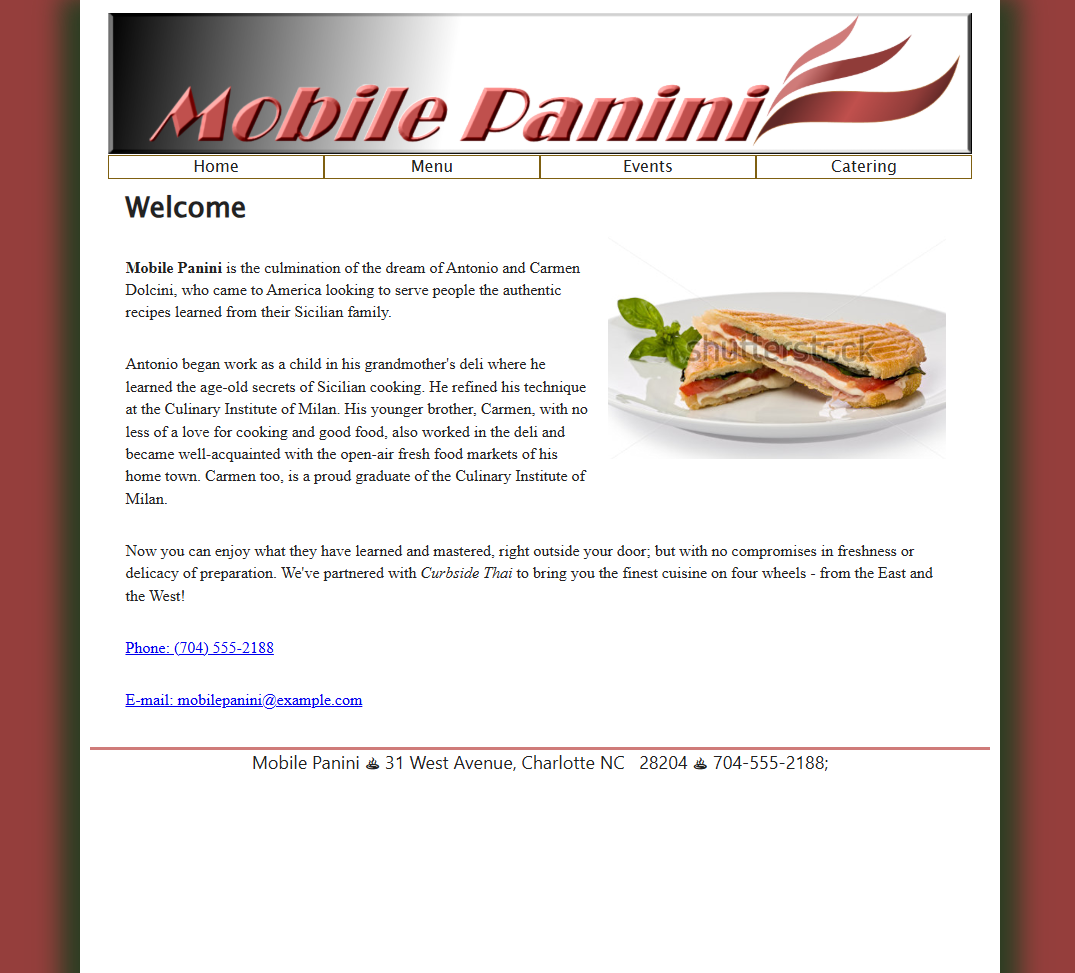 Mobile Panini
Home Menu Events Catering
Welcome
Mobile Panini is the culmination of the dream of Antonio and Carmen
Dolcini, who came to America looking to serve people the authentic
recipes learned from their Sicilian family.
shutterstock
Antonio began work as a child in his grandmother's deli where he
learned the age-old secrets of Sicilian cooking. He refined his technique
at the Culinary Institute of Milan. His younger brother, Carmen, with no
less of a love for cooking and good food, also worked in the deli and
became well-acquainted with the open-air fresh food markets of his
home town. Carmen too, is a proud graduate of the Culinary Institute of
Milan.
Now you can enjoy what they have learned and mastered, right outside your door; but with no compromises in freshness or
delicacy of preparation. We've partnered with Curbside Thai to bring you the finest cuisine on four wheels - from the East and
the West!
Phone: (704) 555-2188
E-mail: mobilepanini@example.com
Mobile Panini ♨ 31 West Avenue, Charlotte NC 28204 ♨ 704-555-2188;